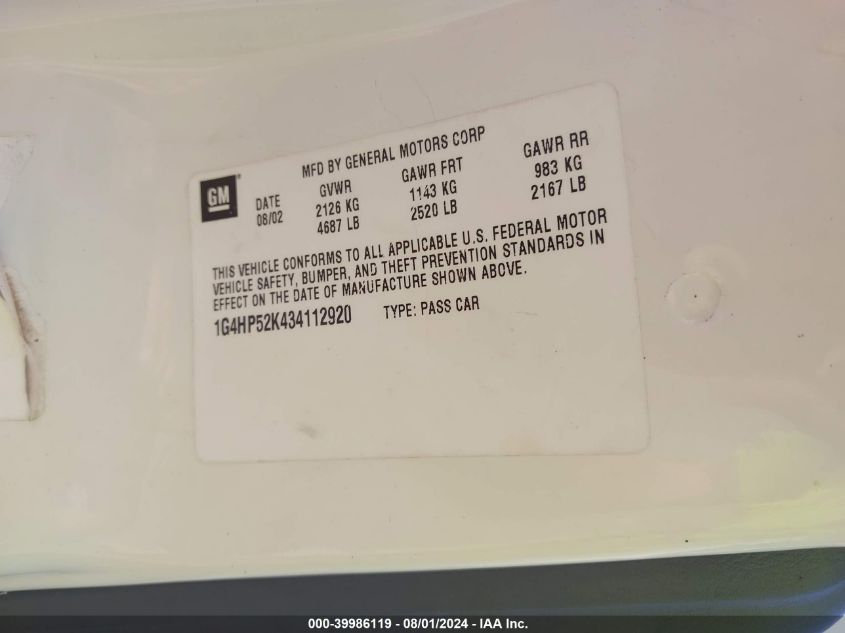 MFD BY GENERAL MOTORS CORP
GM
DATE GVWR GAWR FRT GAWR RR
08/02 2126 KG 1143 KG 983 KG
4687 LB 2520 LB 2167 LB
THIS VEHICLE CONFORMS TO ALL APPLICABLE U.S. FEDERAL MOTOR
VEHICLE SAFETY, BUMPER, AND THEFT PREVENTION STANDARDS IN
EFFECT ON THE DATE OF MANUFACTURE SHOWN ABOVE.
1G4HP52K434112920 TYPE: PASS CAR
000-39986119 - 08/01/2024 - IAA Inc.